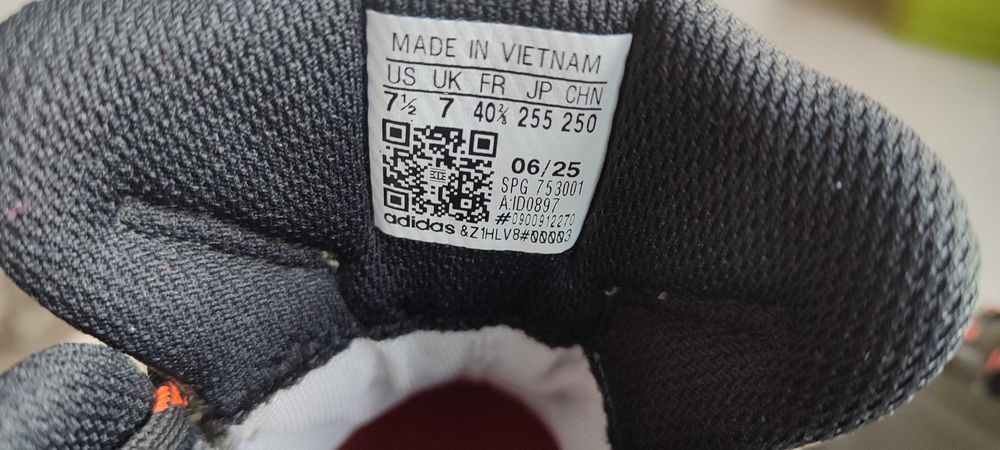 MADE IN VIETNAM
US UK FR JP CHN
7½ 7 40⅔ 255 250
06/25
SPG 753001
A:ID0897
#0900912270
adidas &Z1HLV8#00003